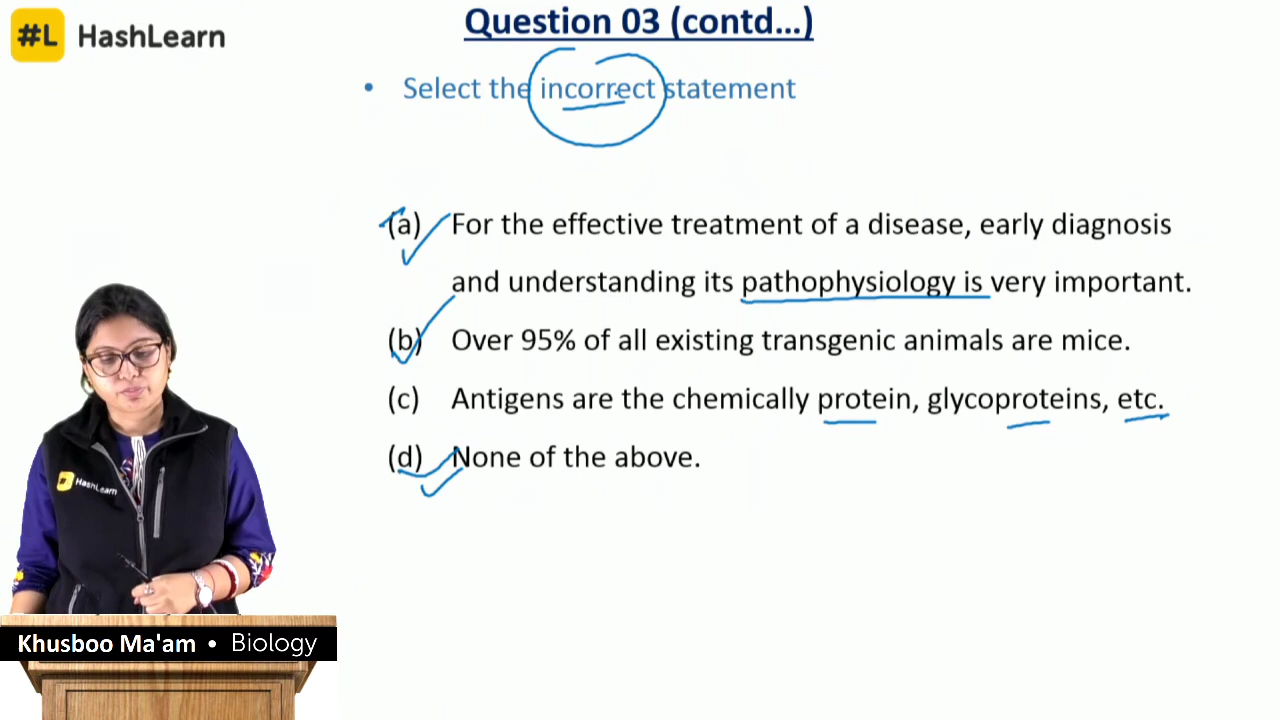 #L HashLearn
Question 03 (contd...)
• Select the incorrect statement
(a) For the effective treatment of a disease, early diagnosis
and understanding its pathophysiology is very important.
(b) Over 95% of all existing transgenic animals are mice.
(c) Antigens are the chemically protein, glycoproteins, etc.
(d) None of the above.
# HashLearn
Khusboo Ma'am • Biology